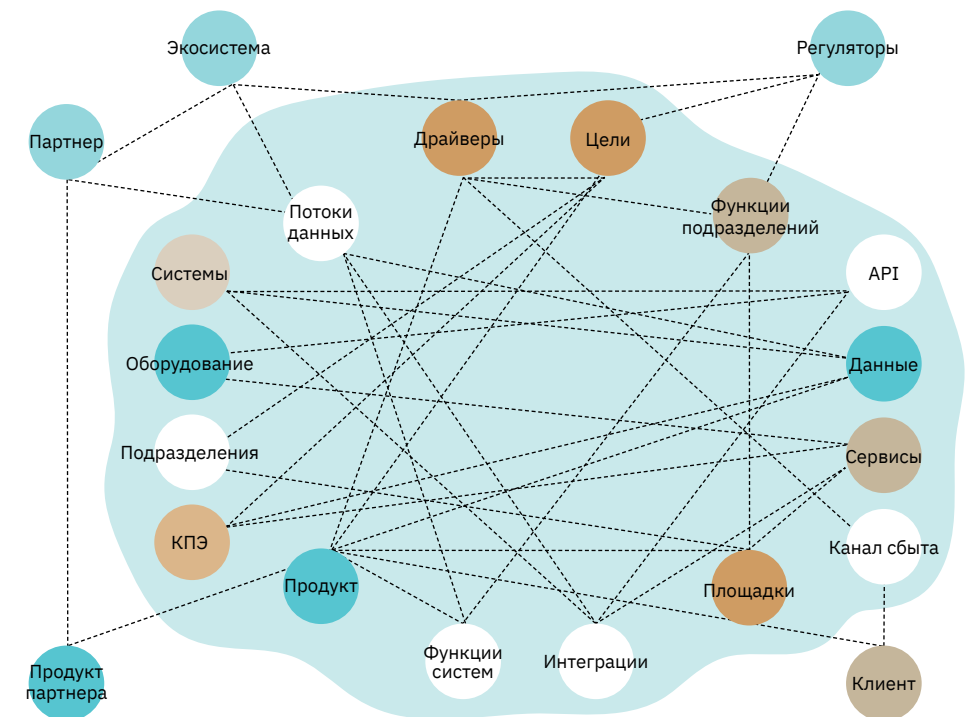 Экосистема
Регуляторы
Партнер
Драйверы
Цели
Потоки
данных
Функции
подразделений
Системы
API
Оборудование
Данные
Подразделения
Сервисы
КПЭ
Канал сбыта
Продукт
Площадки
Функции
систем
Интеграции
Продукт
партнера
Клиент